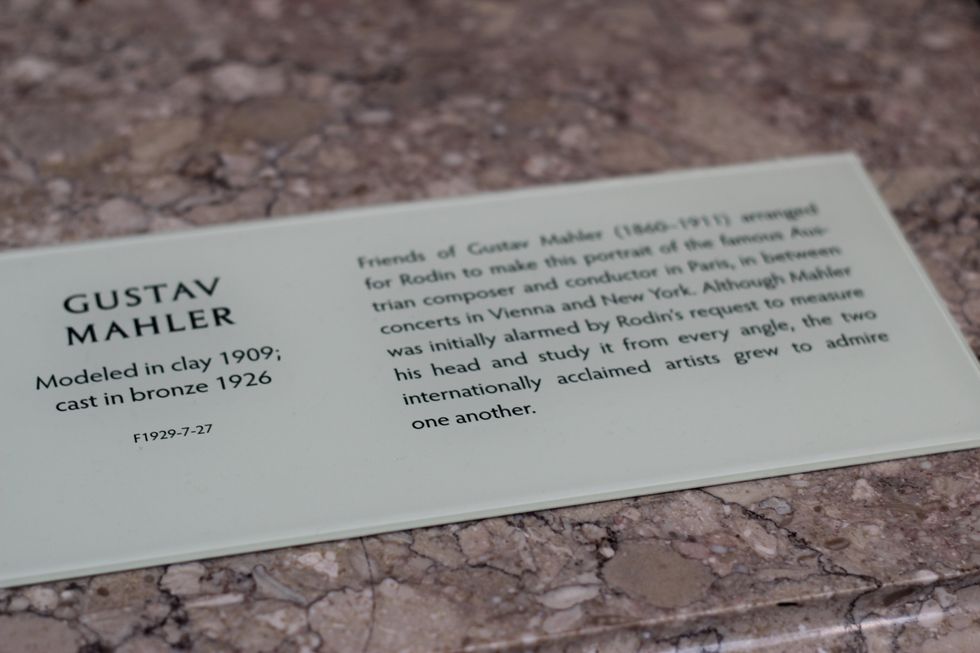 GUSTAV
MAHLER
Modeled in clay 1909;
cast in bronze 1926
F1929-7-27
Friends of Gustav Mahler (1860–1911) arranged
for Rodin to make this portrait of the famous Aus-
trian composer and conductor in Paris, in between
concerts in Vienna and New York. Although Mahler
was initially alarmed by Rodin's request to measure
his head and study it from every angle, the two
internationally acclaimed artists grew to admire
one another.